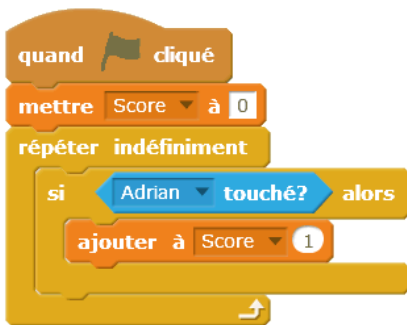 quand cliqué
mettre Score à 0
répéter indéfiniment
si Adrian touché? alors
ajouter à Score 1